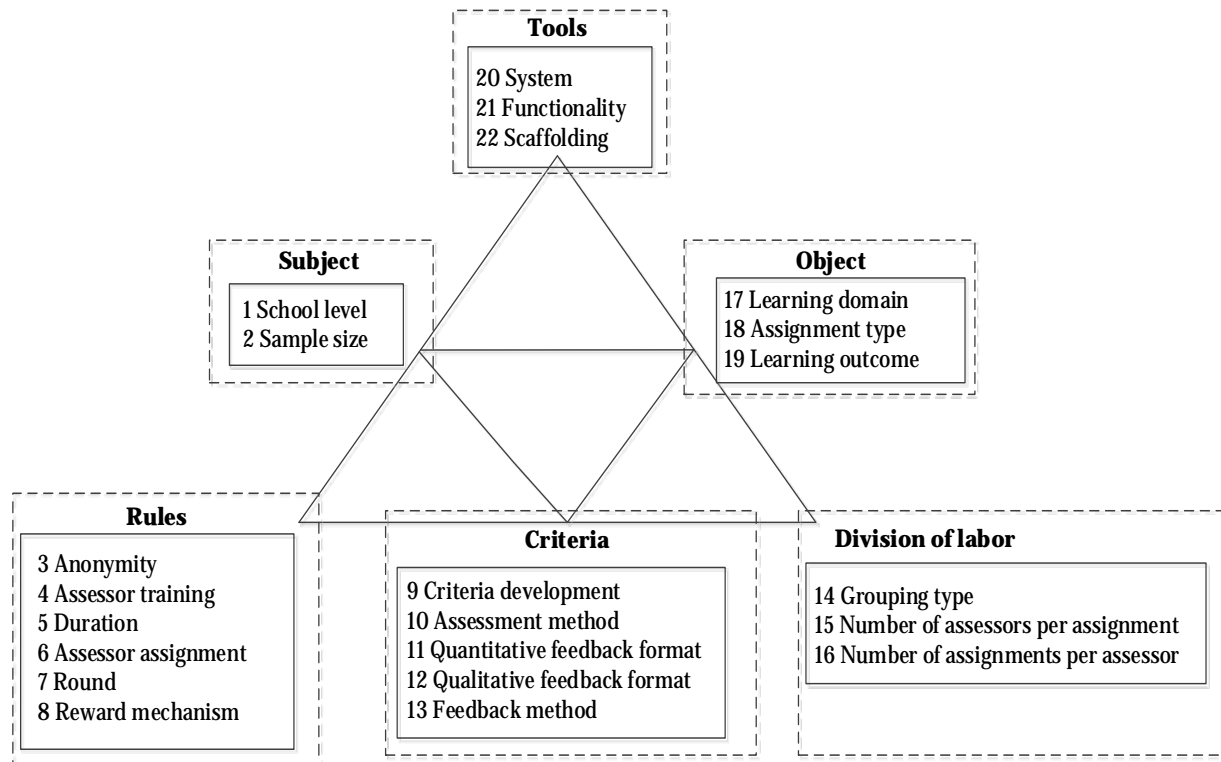 Tools
20 System
21 Functionality
22 Scaffolding
Subject
1 School level
2 Sample size
Object
17 Learning domain
18 Assignment type
19 Learning outcome
Rules
3 Anonymity
4 Assessor training
5 Duration
6 Assessor assignment
7 Round
8 Reward mechanism
Criteria
9 Criteria development
10 Assessment method
11 Quantitative feedback format
12 Qualitative feedback format
13 Feedback method
Division of labor
14 Grouping type
15 Number of assessors per assignment
16 Number of assignments per assessor